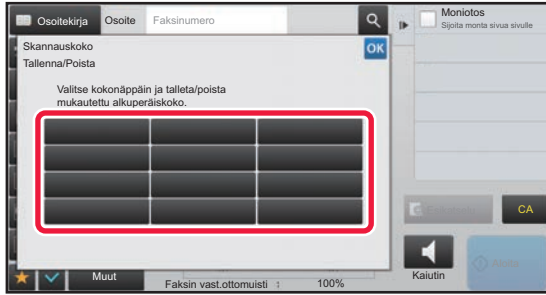 Osoitekirja
Osoite
Faksinumero
Moniotos
Sijoita monta sivua sivulle
Skannauskoko
OK
Tallenna/Poista
Valitse kokonäppäin ja talleta/poista
mukautettu alkuperäiskoko.
CA
Muut
Faksin vast.ottomuisti : 100%
Kaiutin